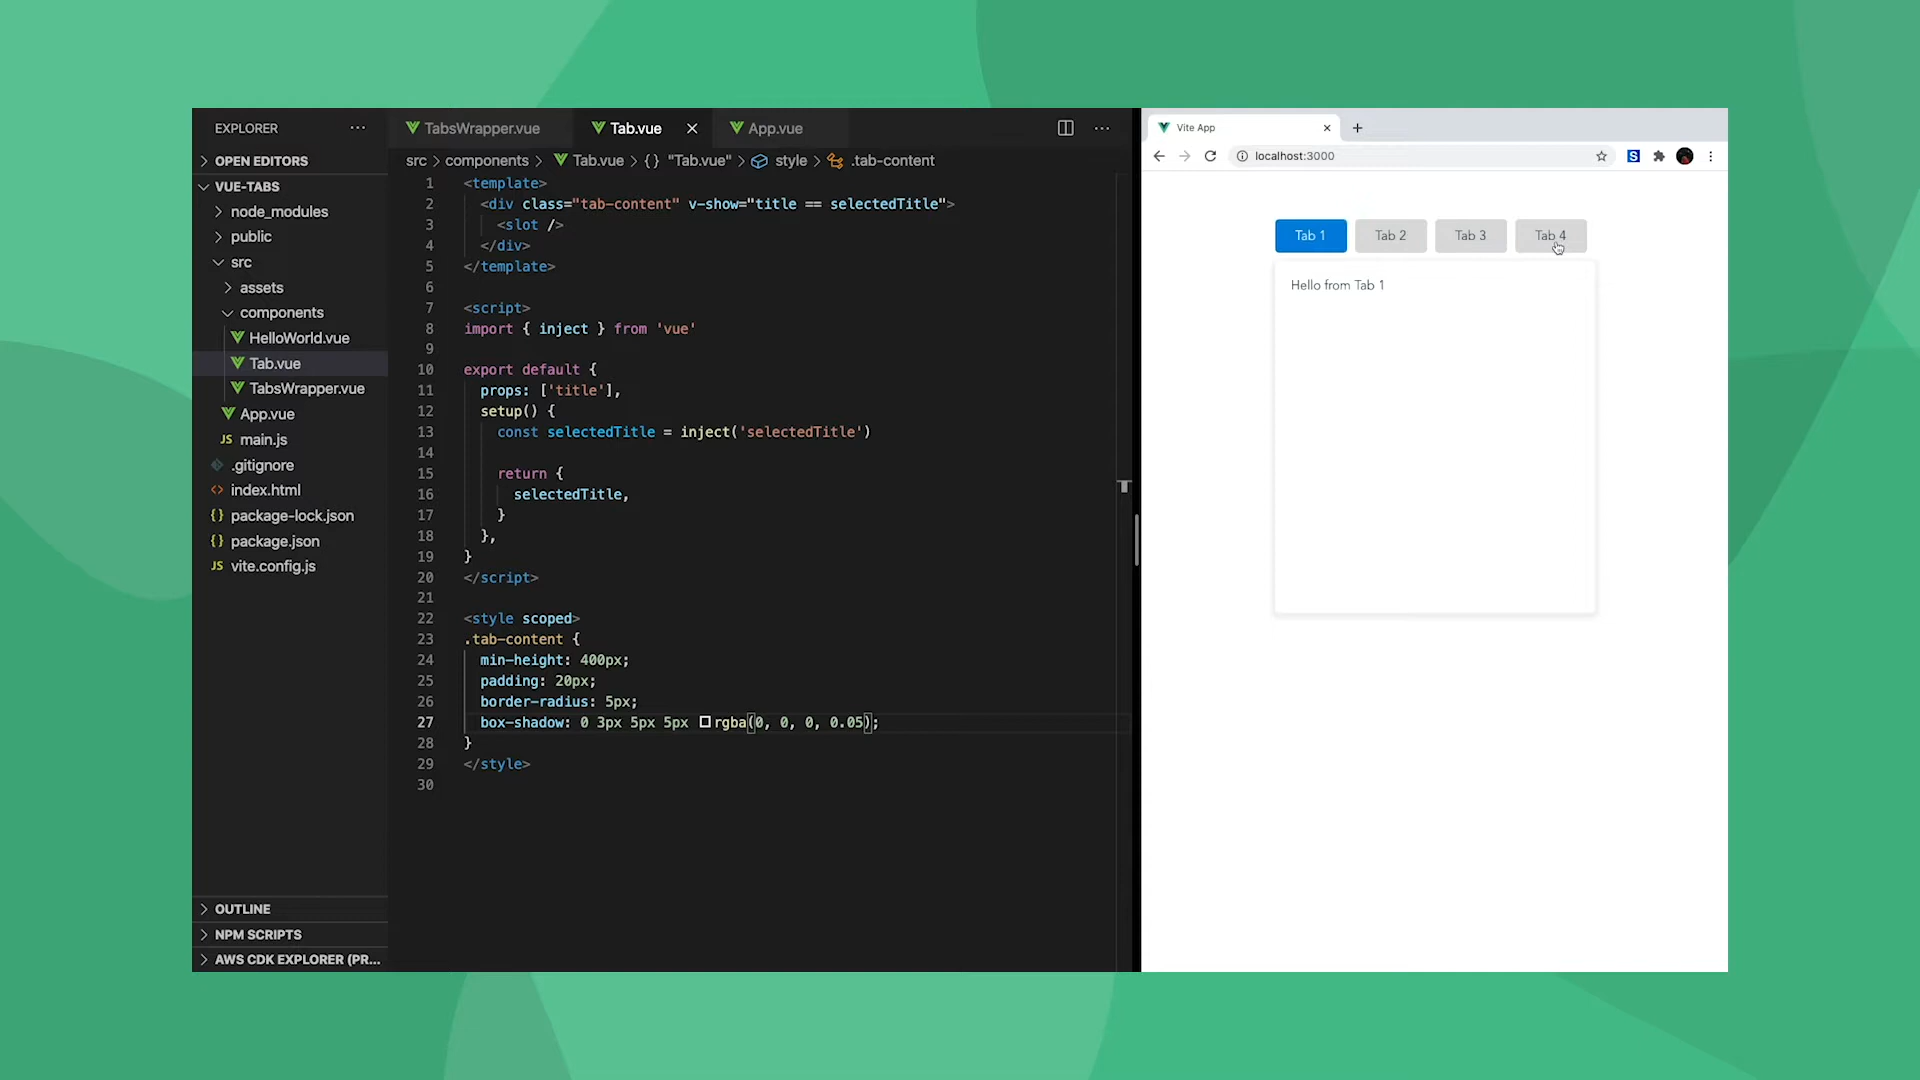 EXPLORER
OPEN EDITORS
VUE-TABS
node_modules
public
src
assets
components
HelloWorld.vue
Tab.vue
TabsWrapper.vue
App.vue
JS main.js
.gitignore
<> index.html
{} package-lock.json
{} package.json
JS vite.config.js
OUTLINE
NPM SCRIPTS
AWS CDK EXPLORER (PR...
TabsWrapper.vue Tab.vue App.vue
src > components > Tab.vue > {} "Tab.vue" > style > .tab-content
1 <template>
2 <div class="tab-content" v-show="title == selectedTitle">
3 <slot />
4 </div>
5 </template>
6
7 <script>
8 import { inject } from 'vue'
9
10 export default {
11 props: ['title'],
12 setup() {
13 const selectedTitle = inject('selectedTitle')
14
15 return {
16 selectedTitle,
17 }
18 },
19 }
20 </script>
21
22 <style scoped>
23 .tab-content {
24 min-height: 400px;
25 padding: 20px;
26 border-radius: 5px;
27 box-shadow: 0 3px 5px 5px rgba(0, 0, 0, 0.05);
28 }
29 </style>
30
Vite App
localhost:3000
S
Tab 1 Tab 2 Tab 3 Tab 4
Hello from Tab 1